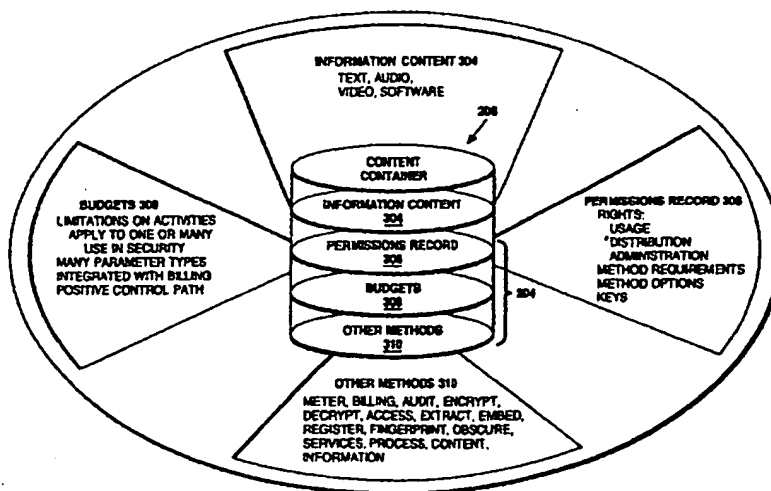 INFORMATION CONTENT 304
TEXT, AUDIO,
VIDEO, SOFTWARE
CONTENT
CONTAINER
INFORMATION CONTENT
304
PERMISSIONS RECORD
BUDGETS
308
OTHER METHODS
310
BUDGETS 308
LIMITATIONS ON ACTIVITIES
APPLY TO ONE OR MANY
USE IN SECURITY
MANY PARAMETER TYPES
INTEGRATED WITH BILLING
POSITIVE CONTROL PATH
PERMISSIONS RECORD
RIGHTS:
USAGE
DISTRIBUTION
ADMINISTRATION
METHOD REQUIREMENTS
METHOD OPTIONS
KEYS
204
OTHER METHODS 310
METER, BILLING, AUDIT, ENCRYPT,
DECRYPT, ACCESS, EXTRACT, EMBED,
REGISTER, FINGERPRINT, OBSCURE,
SERVICES, PROCESS, CONTENT,
INFORMATION